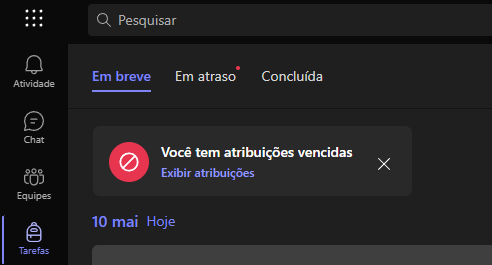 Pesquisar
Atividade
Chat
Equipes
Tarefas
Em breve Em atraso Concluída
Você tem atribuições vencidas
Exibir atribuições
10 mai Hoje